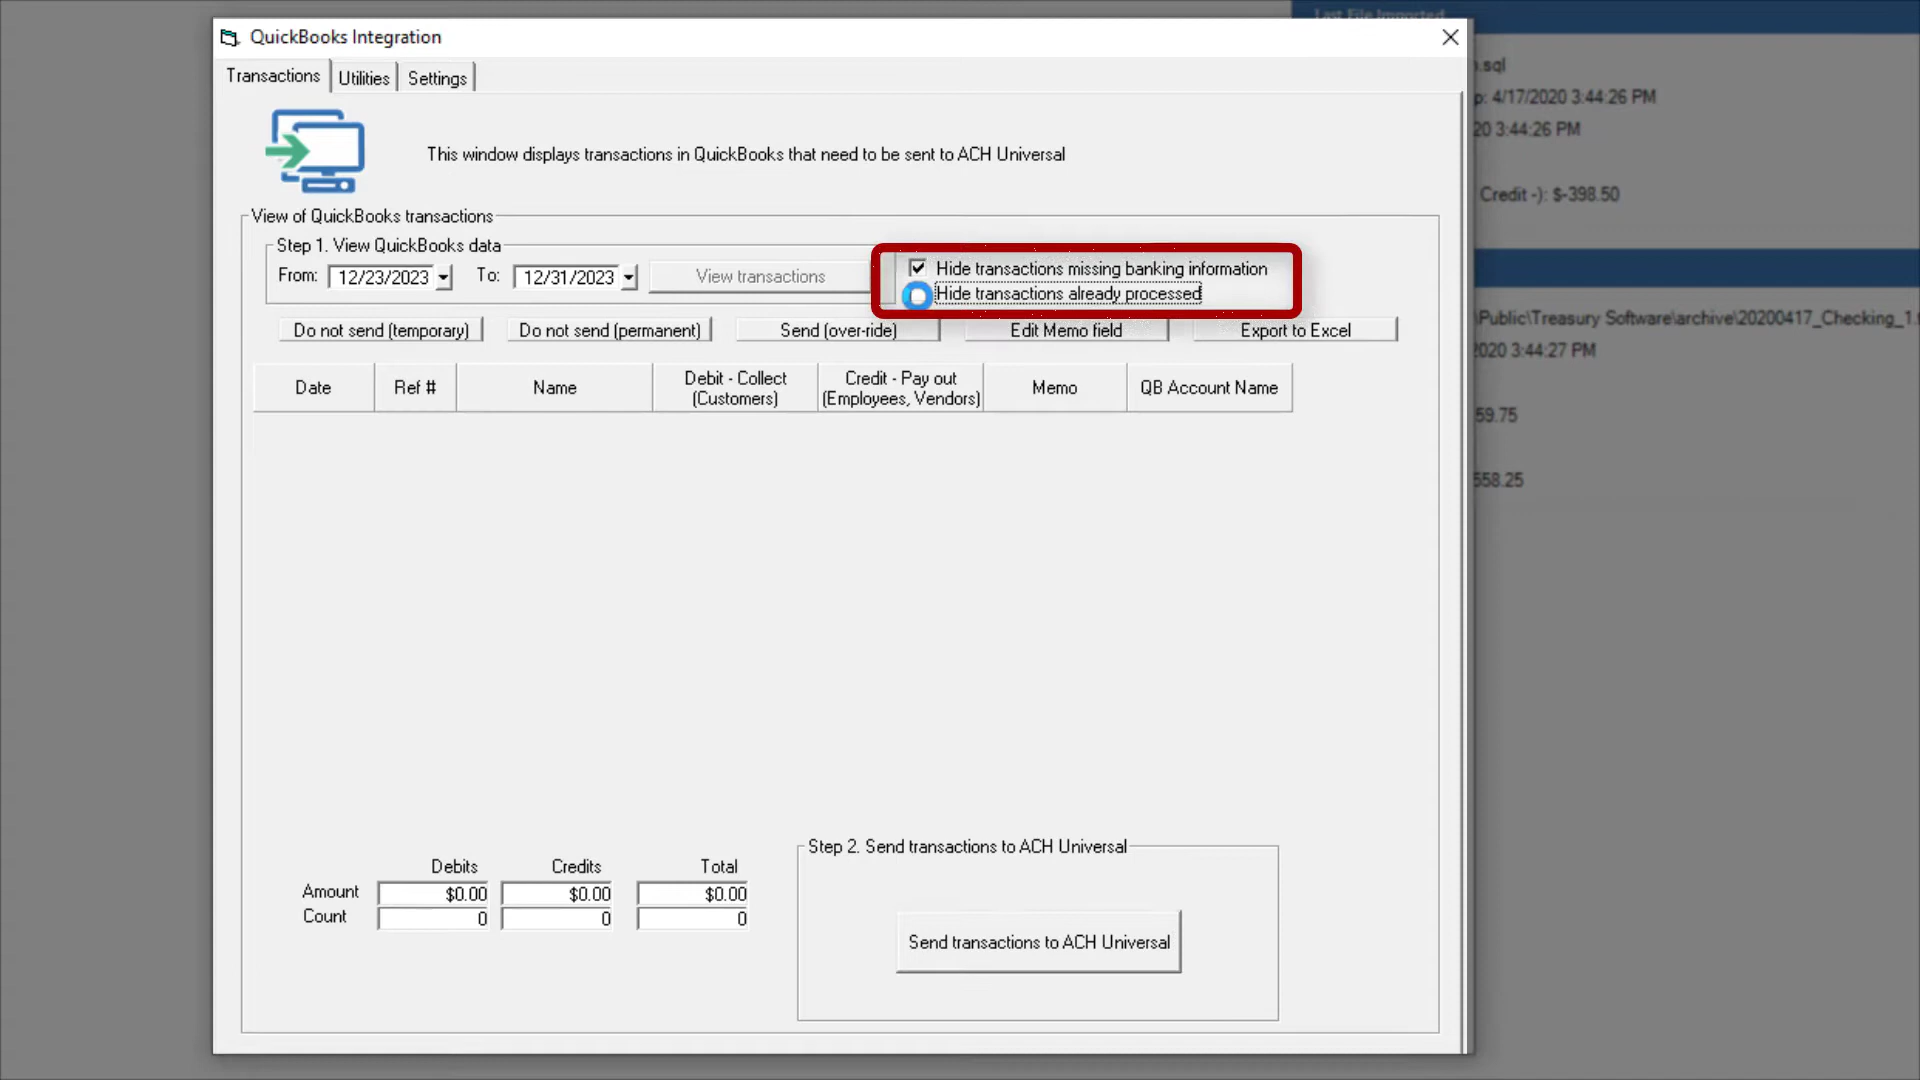 QuickBooks Integration
Last File Imported
Transactions
Utilities
Settings
.sql
p: 4/17/2020 3:44:26 PM
20 3:44:26 PM
This window displays transactions in QuickBooks that need to be sent to ACH Universal
Credit -): $-398.50
View of QuickBooks transactions
Step 1. View QuickBooks data
From: 12/23/2023 To: 12/31/2023 View transactions
Hide transactions missing banking information
Hide transactions already processed
Do not send (temporary)
Do not send (permanent)
Send (over-ride)
Edit Memo field
Export to Excel
\Public\Treasury Software\archive\20200417_Checking_1.
2020 3:44:27 PM
Date
Ref #
Name
Debit - Collect
(Customers)
Credit - Pay out
(Employees, Vendors)
Memo
QB Account Name
59.75
558.25
Step 2. Send transactions to ACH Universal
Debits Credits Total
Amount $0.00 $0.00 $0.00
Count 0 0 0
Send transactions to ACH Universal